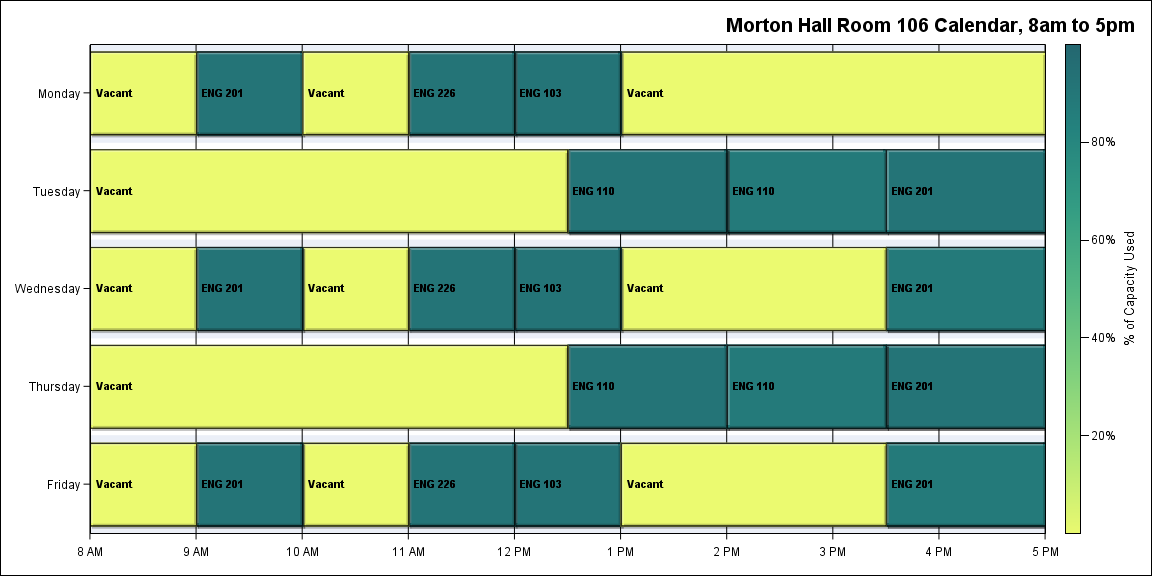 Morton Hall Room 106 Calendar, 8am to 5pm
Monday Vacant ENG 201 Vacant ENG 226 ENG 103 Vacant
80%
Tuesday Vacant ENG 110 ENG 110 ENG 201
60%
% of Capacity Used
Wednesday Vacant ENG 201 Vacant ENG 226 ENG 103 Vacant ENG 201
40%
Thursday Vacant ENG 110 ENG 110 ENG 201
20%
Friday Vacant ENG 201 Vacant ENG 226 ENG 103 Vacant ENG 201
8 AM 9 AM 10 AM 11 AM 12 PM 1 PM 2 PM 3 PM 4 PM 5 PM